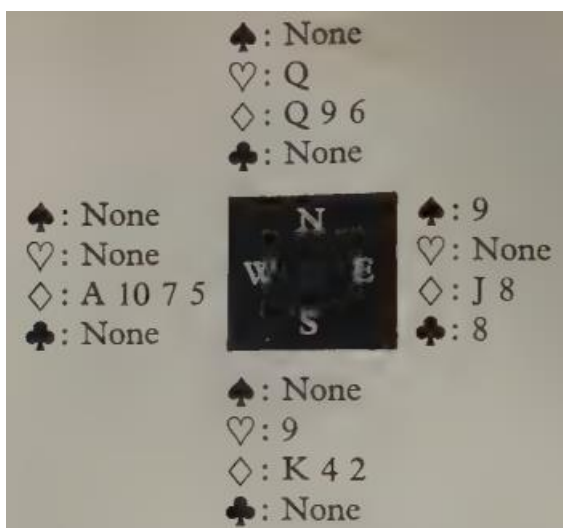 ♠: None
♡: Q
♢: Q 9 6
♣: None
♠: None
♡: None
♢: A 10 7 5
♣: None
N
W E
S
♠: 9
♡: None
♢: J 8
♣: 8
♠: None
♡: 9
♢: K 4 2
♣: None